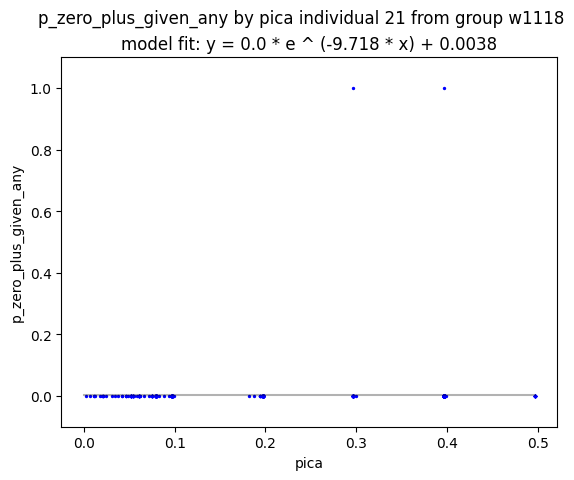 p_zero_plus_given_any by pica individual 21 from group w1118
model fit: y = 0.0 * e ^ (-9.718 * x) + 0.0038
1.0
0.8
0.6
0.4
0.2
0.0
p_zero_plus_given_any
0.0 0.1 0.2 0.3 0.4 0.5
pica